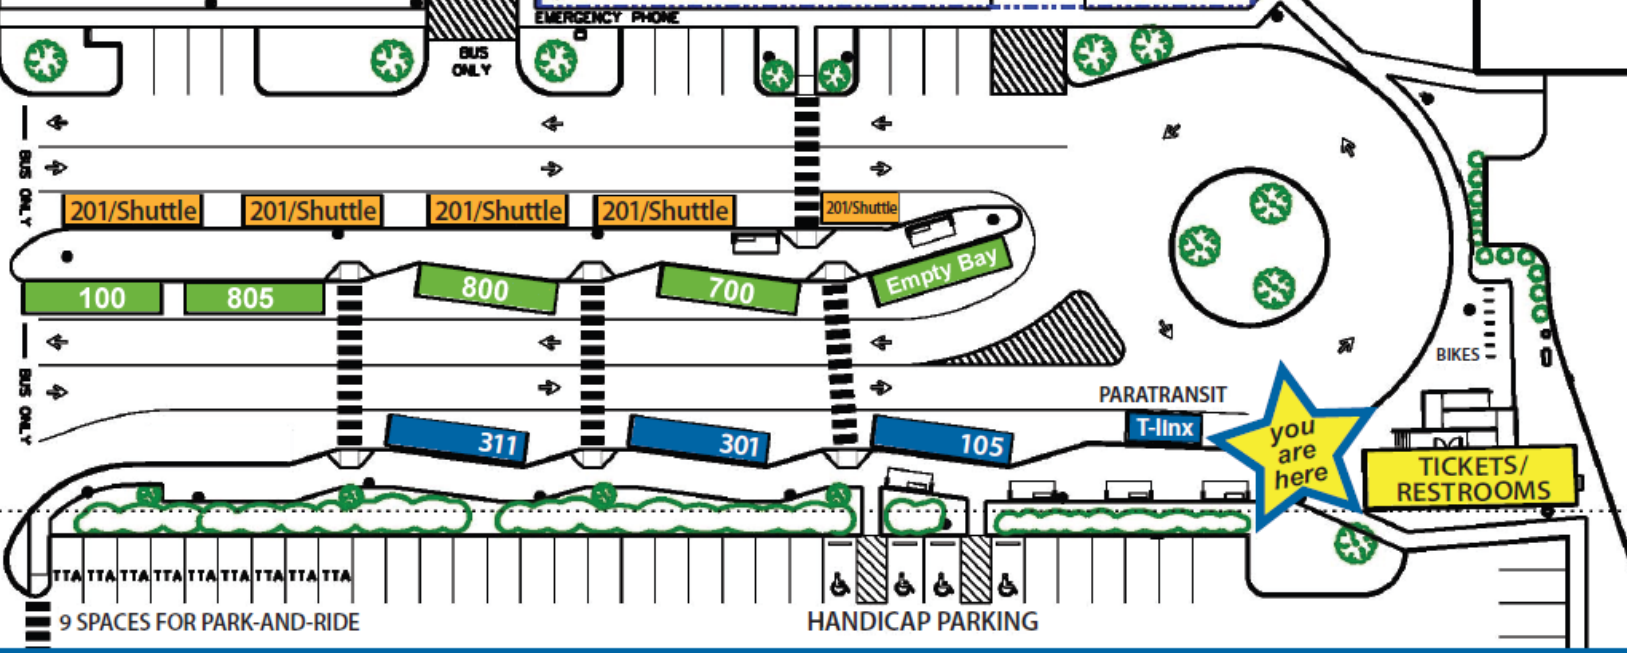 EMERGENCY PHONE
BUS
ONLY
BUS ONLY
201/Shuttle
201/Shuttle
201/Shuttle
201/Shuttle
201/Shuttle
100
805
800
700
Empty Bay
BUS ONLY
311
301
105
PARATRANSIT
T-linx
you
are
here
BIKES
TICKETS/
RESTROOMS
TTA TTA TTA TTA TTA TTA TTA TTA TTA
9 SPACES FOR PARK-AND-RIDE
HANDICAP PARKING